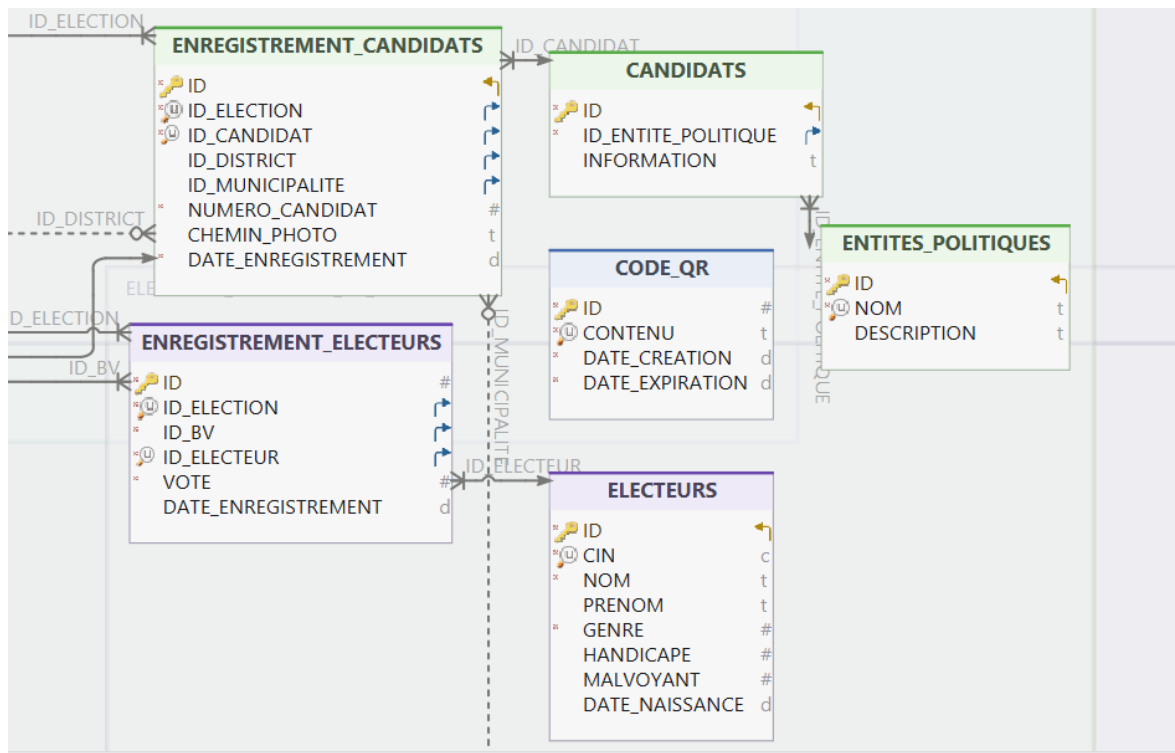 ID_ELECTION
ENREGISTREMENT_CANDIDATS
ID
ID_ELECTION
ID_CANDIDAT
ID_DISTRICT
ID_MUNICIPALITE
NUMERO_CANDIDAT #
CHEMIN_PHOTO t
DATE_ENREGISTREMENT d
ID_CANDIDAT
CANDIDATS
ID
ID_ENTITE_POLITIQUE
INFORMATION t
ID_DISTRICT
ENTITES_POLITIQUES
ID
NOM t
DESCRIPTION t
CODE_QR
ID #
CONTENU t
DATE_CREATION d
DATE_EXPIRATION d
ID_ELECTION
ID_BV
ENREGISTREMENT_ELECTEURS
ID #
ID_ELECTION
ID_BV
ID_ELECTEUR
VOTE #
DATE_ENREGISTREMENT d
ID_MUNICIPALITE
ID_ELECTEUR
ELECTEURS
ID
CIN c
NOM t
PRENOM t
GENRE #
HANDICAPE #
MALVOYANT #
DATE_NAISSANCE d